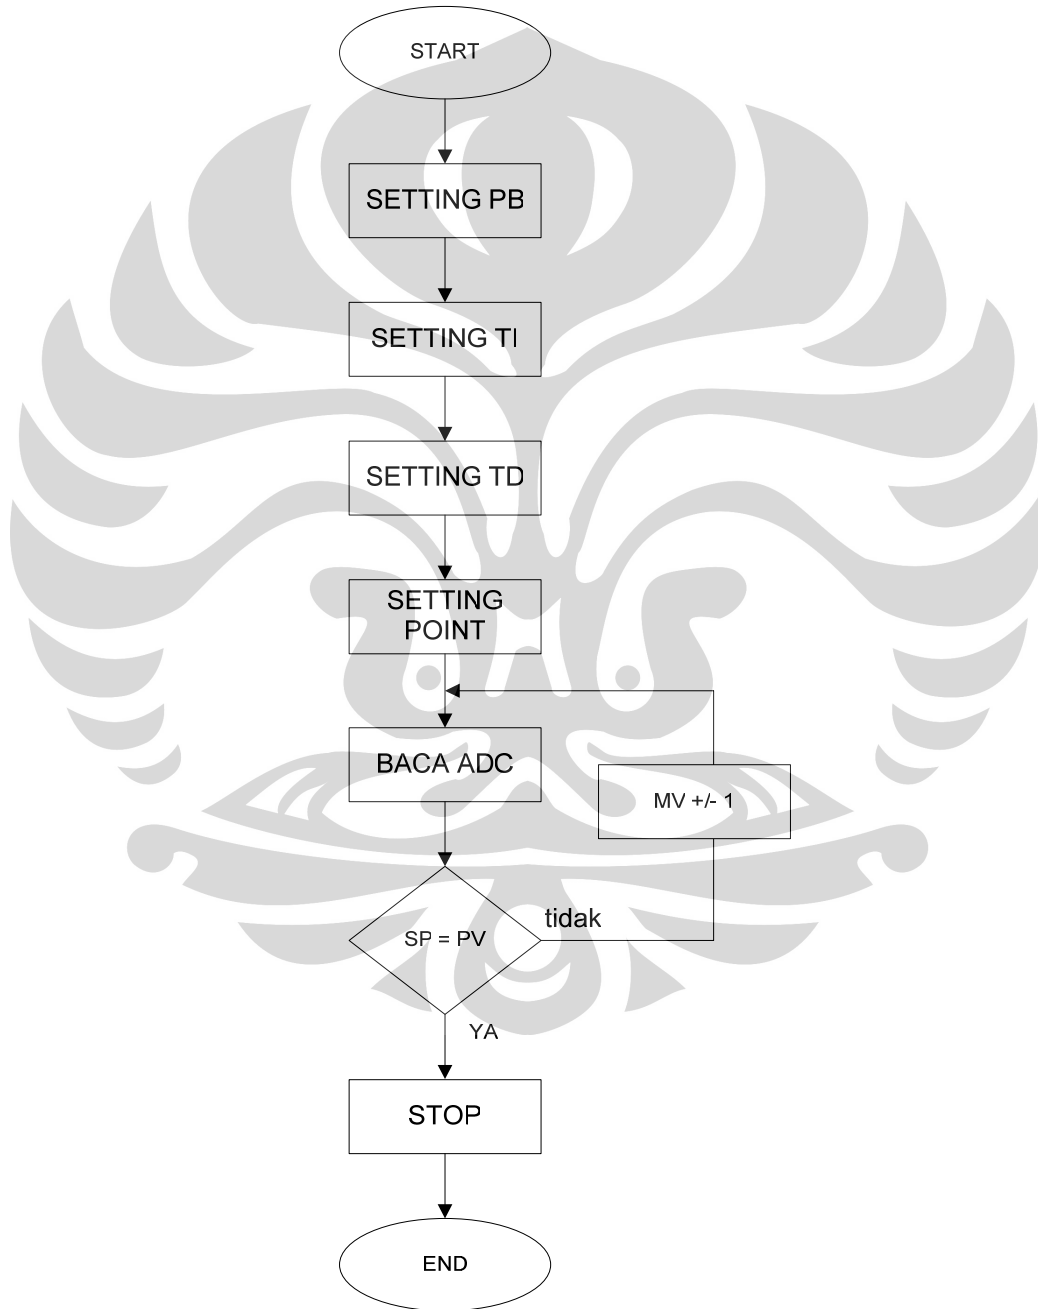 START
SETTING PB
SETTING TI
SETTING TD
SETTING
POINT
BACA ADC
MV +/- 1
SP = PV
tidak
YA
STOP
END